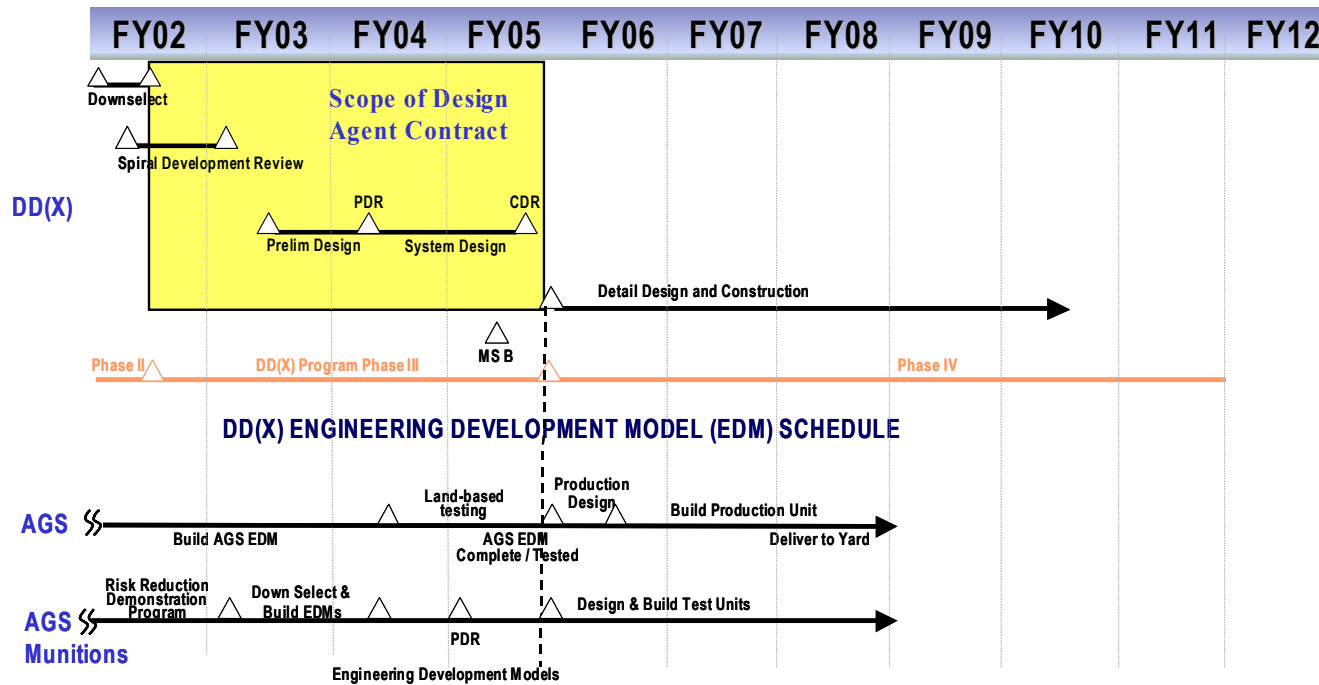 FY02 FY03 FY04 FY05 FY06 FY07 FY08 FY09 FY10 FY11 FY12
Downselect
Scope of Design
Agent Contract
Spiral Development Review
DD(X)
PDR
CDR
Prelim Design
System Design
Detail Design and Construction
MS B
Phase II
DD(X) Program Phase III
Phase IV
DD(X) ENGINEERING DEVELOPMENT MODEL (EDM) SCHEDULE
AGS
Build AGS EDM
Land-based
testing
AGS EDM
Complete / Tested
Production
Design
Build Production Unit
Deliver to Yard
AGS
Munitions
Risk Reduction
Demonstration
Program
Down Select &
Build EDMs
PDR
Design & Build Test Units
Engineering Development Models